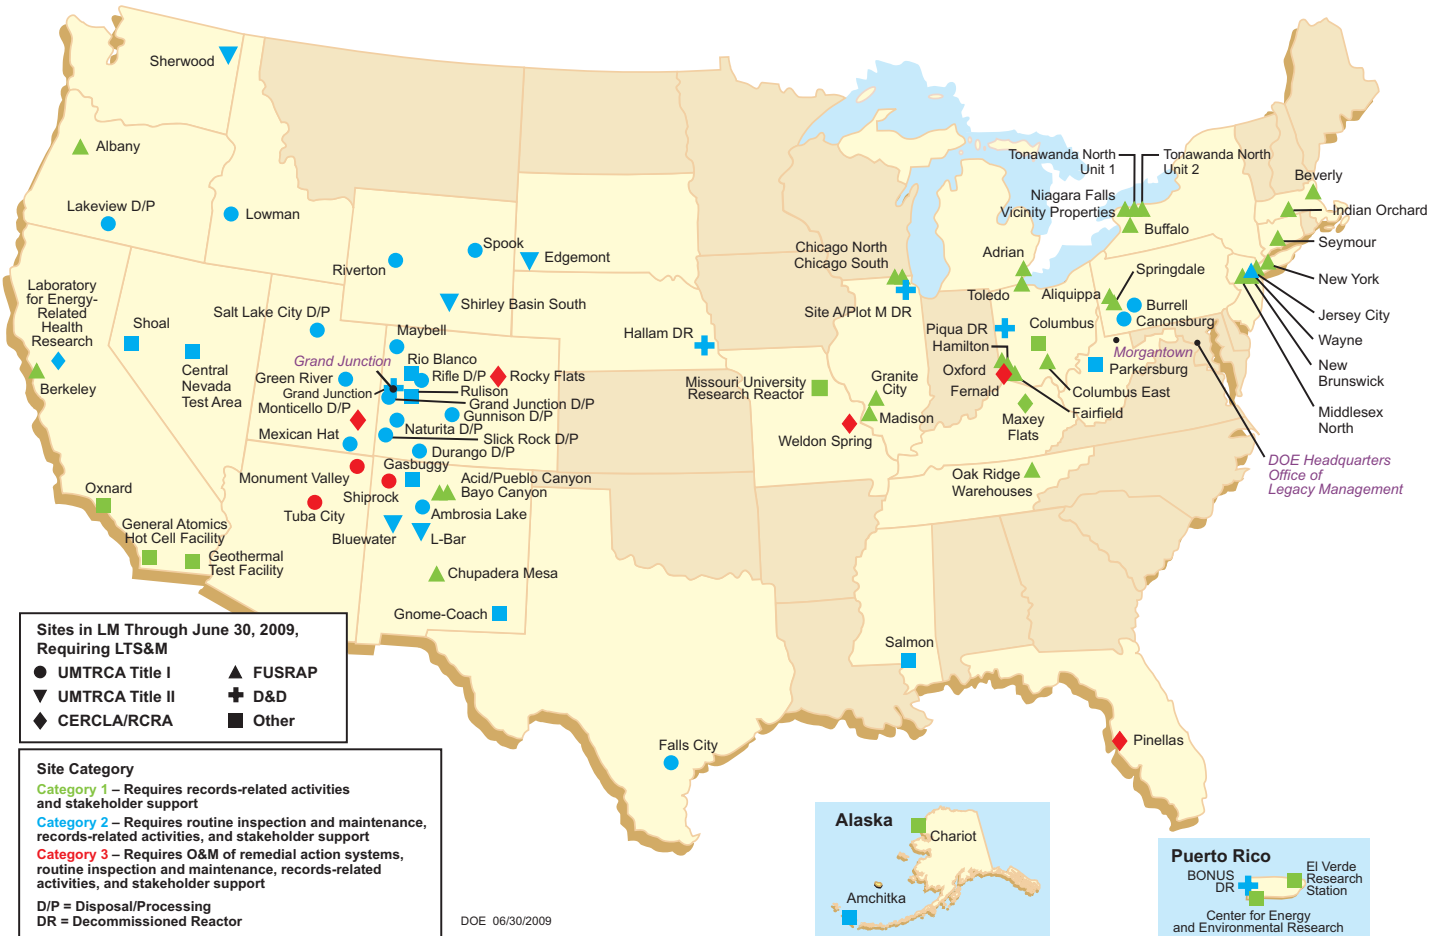 Sherwood
Albany
Lakeview D/P
Lowman
Riverton
Spook
Edgemont
Shirley Basin South
Laboratory
for Energy-
Related
Health
Research
Berkeley
Shoal
Central
Nevada
Test Area
Salt Lake City D/P
Maybell
Grand Junction
Rio Blanco
Green River
Rifle D/P
Rocky Flats
Grand Junction
Rulison
Monticello D/P
Grand Junction D/P
Gunnison D/P
Naturita D/P
Mexican Hat
Slick Rock D/P
Durango D/P
Monument Valley
Gasbuggy
Shiprock
Acid/Pueblo Canyon
Bayo Canyon
Tuba City
Ambrosia Lake
Bluewater
L-Bar
Chupadera Mesa
Gnome-Coach
Oxnard
General Atomics
Hot Cell Facility
Geothermal
Test Facility
Hallam DR
Missouri University
Research Reactor
Granite
City
Madison
Weldon Spring
Chicago North
Chicago South
Site A/Plot M DR
Adrian
Toledo
Piqua DR
Hamilton
Oxford
Fernald
Columbus
Columbus East
Fairfield
Maxey
Flats
Oak Ridge
Warehouses
Salmon
Falls City
Pinellas
Tonawanda North
Unit 1
Tonawanda North
Unit 2
Niagara Falls
Vicinity Properties
Buffalo
Springdale
Aliquippa
Burrell
Canonsburg
Morgantown
Parkersburg
Beverly
Indian Orchard
Seymour
New York
Jersey City
Wayne
New
Brunswick
Middlesex
North
DOE Headquarters
Office of
Legacy Management
Sites in LM Through June 30, 2009,
Requiring LTS&M
UMTRCA Title I
FUSRAP
UMTRCA Title II
D&D
CERCLA/RCRA
Other
Site Category
Category 1 – Requires records-related activities
and stakeholder support
Category 2 – Requires routine inspection and maintenance,
records-related activities, and stakeholder support
Category 3 – Requires O&M of remedial action systems,
routine inspection and maintenance, records-related
activities, and stakeholder support
D/P = Disposal/Processing
DR = Decommissioned Reactor
DOE 06/30/2009
Alaska
Chariot
Amchitka
Puerto Rico
BONUS
DR
El Verde
Research
Station
Center for Energy
and Environmental Research